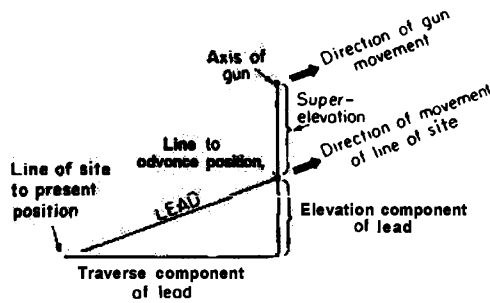 Axis of
gun
Direction of gun
movement
Super-
elevation
Line to
advance position,
Direction of movement
of line of site
Line of site
to present
position
LEAD
Elevation component
of lead
Traverse component
of lead